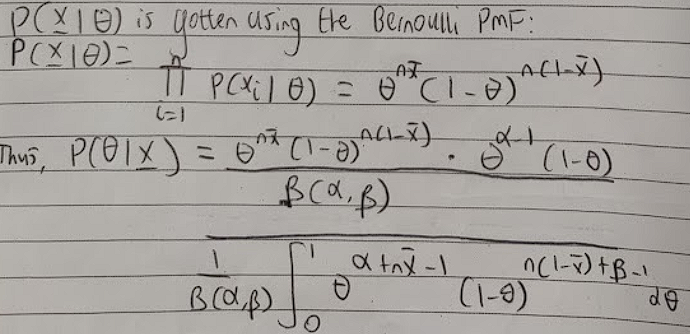 P(x|θ) is gotten using the Bernoulli PMF:
P(x|θ)= ∏_{i=1}^{n} P(xᵢ|θ) = θ^{nx̄} (1-θ)^{n(1-x̄)}
Thus, P(θ|x) = θ^{nx̄} (1-θ)^{n(1-x̄)} · θ^{α-1} (1-θ)
B(α, β)
1/B(α,β) ∫_0^1 θ^{α+nx̄-1} (1-θ)^{n(1-x̄)+β-1} dθ